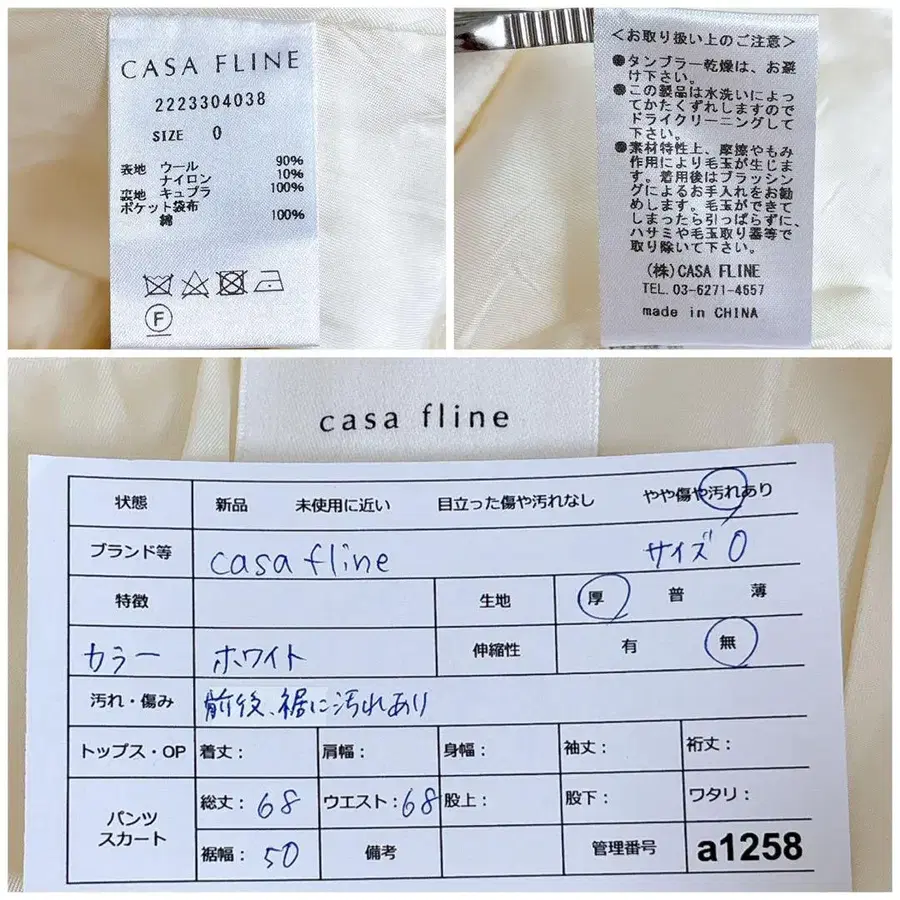 CASA FLINE
2223304038
SIZE 0
表地 ウール 90%
ナイロン 10%
裏地 キュプラ 100%
ポケット袋布
綿 100%
F
<お取り扱い上のご注意>
●タンブラー乾燥は、お避
け下さい。
●この製品は水洗いによっ
てかたくずれしますので
ドライクリーニングして
下さい。
●素材特性上、摩擦やもみ
作用により毛玉が生じま
す。着用後はブラッシン
グによるお手入れをお勧
めします。毛玉ができて
しまったら引っぱらずに、
ハサミや毛玉取り器等で
取り除いて下さい。
(株)CASA FLINE
TEL.03-6271-4557
made in CHINA
casa fline
状態 新品 未使用に近い 目立った傷や汚れなし やや傷や汚れあり
ブランド等 casa fline サイズ 0
特徴 生地 厚 普 薄
カラー ホワイト 伸縮性 有 無
汚れ・傷み 前後、裾に汚れあり
トップス・OP 着丈: 肩幅: 身幅: 袖丈: 裄丈:
パンツ
スカート
総丈: 68 ウエスト: 68 股上: 股下: ワタリ:
裾幅: 50 備考 管理番号 a1258